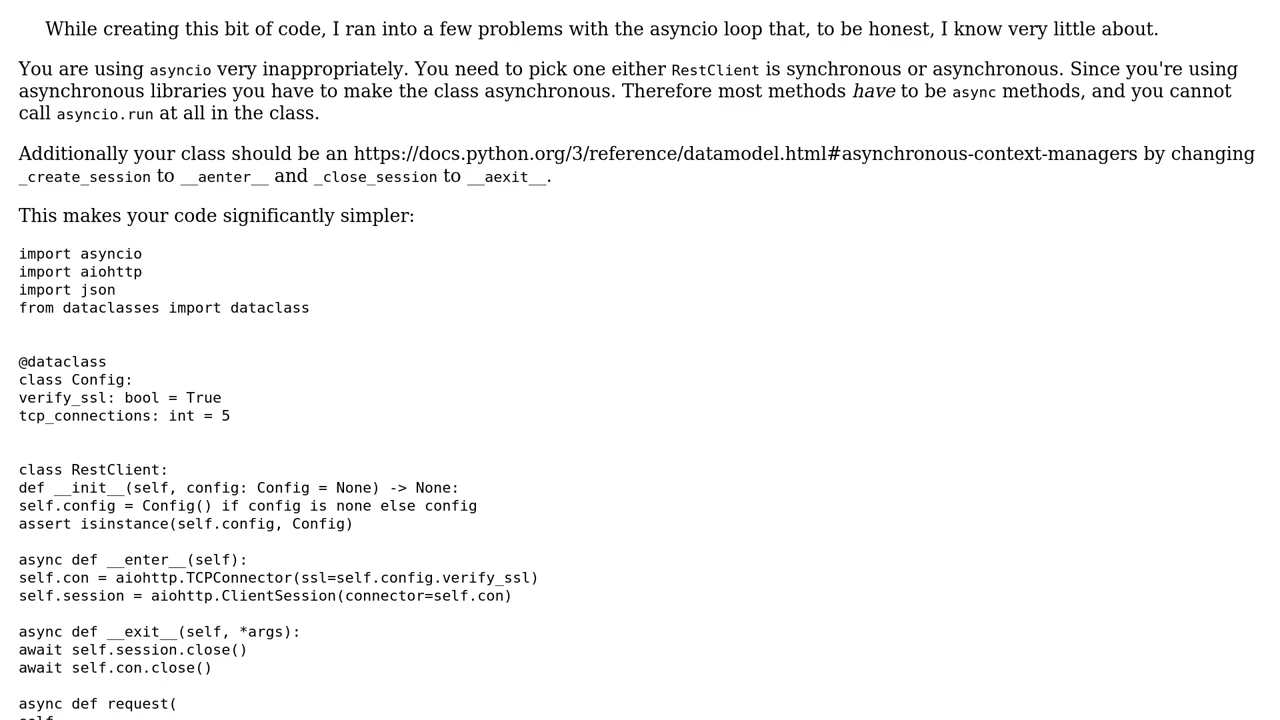 While creating this bit of code, I ran into a few problems with the asyncio loop that, to be honest, I know very little about.
You are using asyncio very inappropriately. You need to pick one either RestClient is synchronous or asynchronous. Since you're using
asynchronous libraries you have to make the class asynchronous. Therefore most methods have to be async methods, and you cannot
call asyncio.run at all in the class.
Additionally your class should be an https://docs.python.org/3/reference/datamodel.html#asynchronous-context-managers by changing
_create_session to __aenter__ and _close_session to __aexit__.
This makes your code significantly simpler:
import asyncio
import aiohttp
import json
from dataclasses import dataclass
@dataclass
class Config:
verify_ssl: bool = True
tcp_connections: int = 5
class RestClient:
def __init__(self, config: Config = None) -> None:
self.config = Config() if config is none else config
assert isinstance(self.config, Config)
async def __enter__(self):
self.con = aiohttp.TCPConnector(ssl=self.config.verify_ssl)
self.session = aiohttp.ClientSession(connector=self.con)
async def __exit__(self, *args):
await self.session.close()
await self.con.close()
async def request(